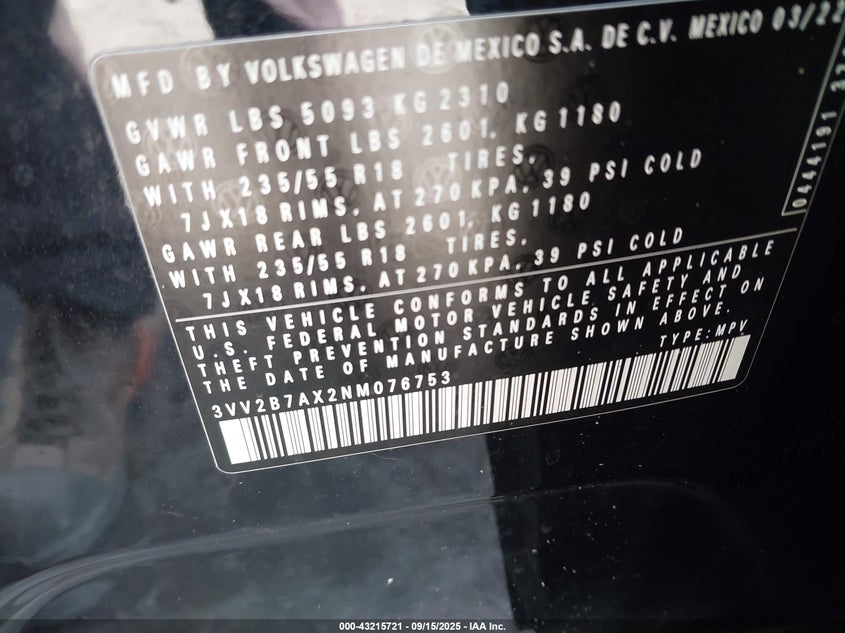 MFD BY VOLKSWAGEN DE MEXICO S.A. DE C.V. MEXICO 03/22
GVWR LBS 5093 KG 2310
GAWR FRONT LBS 2601. KG 1180
WITH 235/55 R18 TIRES.
7JX18 RIMS. AT 270 KPA. 39 PSI COLD
GAWR REAR LBS 2601. KG 1180
WITH 235/55 R18 TIRES.
7JX18 RIMS. AT 270 KPA. 39 PSI COLD
THIS VEHICLE CONFORMS TO ALL APPLICABLE
U.S. FEDERAL MOTOR VEHICLE SAFETY AND
THEFT PREVENTION STANDARDS IN EFFECT ON
THE DATE OF MANUFACTURE SHOWN ABOVE.
TYPE: MPV
3VV2B7AX2NM076753
0444191
000-43215721 - 09/15/2025 - IAA Inc.